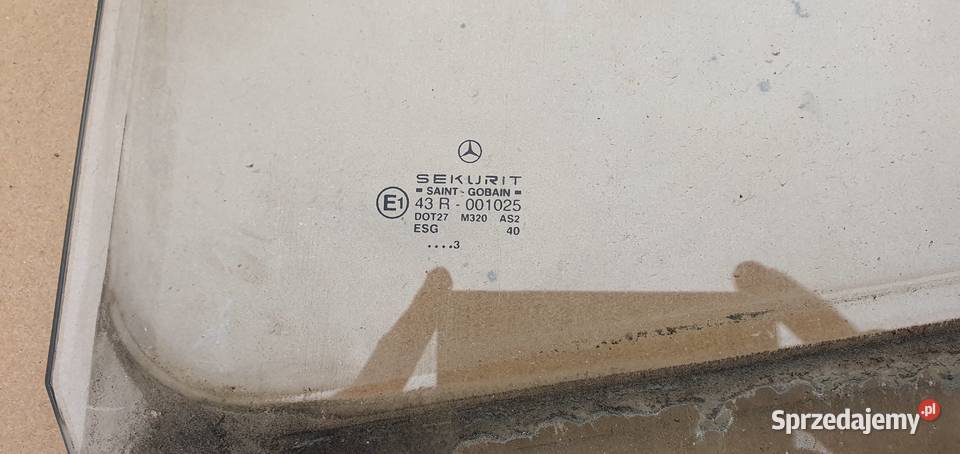 SEKURIT
SAINT - GOBAIN
E1 43 R - 001025
DOT27 M320 AS2
ESG 40
....3
Sprzedajemy.pl